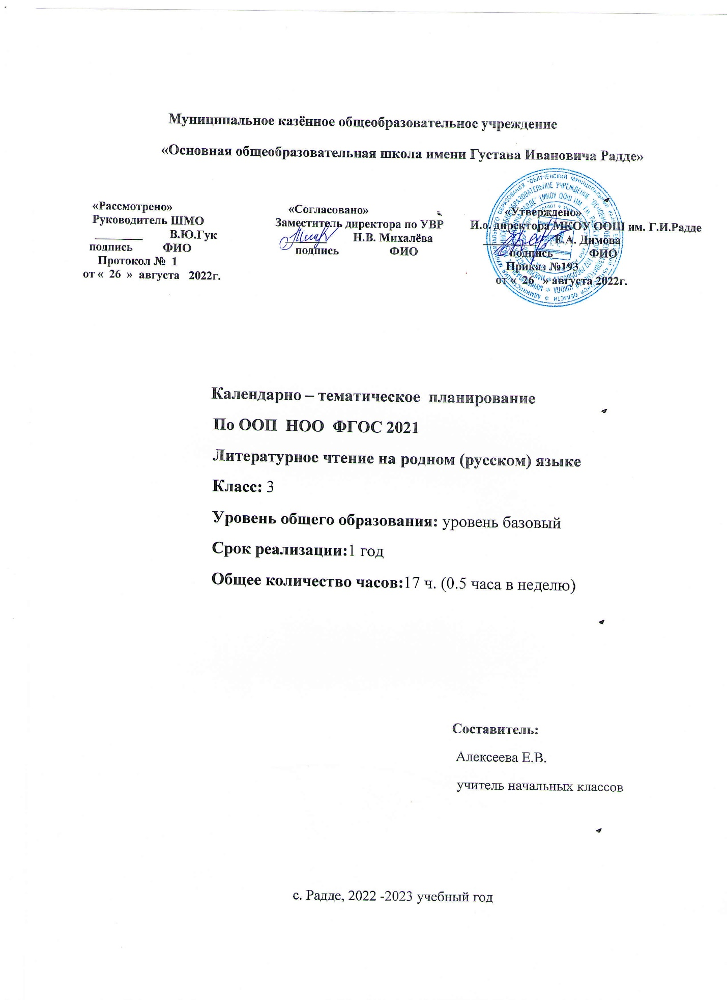 Муниципальное казённое общеобразовательное учреждение
«Основная общеобразовательная школа имени Густава Ивановича Радде»
«Рассмотрено»
Руководитель ШМО
________ В.Ю.Гук
подпись ФИО
Протокол № 1
от « 26 » августа 2022г.
«Согласовано»
Заместитель директора по УВР
Н.В. Михалёва
подпись ФИО
«Утверждено»
И.о. директора МКОУ ООШ им. Г.И.Радде
Е.А. Димова
подпись ФИО
Приказ №193
от « 26 » августа 2022г.
Календарно – тематическое планирование
По ООП НОО ФГОС 2021
Литературное чтение на родном (русском) языке
Класс: 3
Уровень общего образования: уровень базовый
Срок реализации:1 год
Общее количество часов:17 ч. (0.5 часа в неделю)
Составитель:
Алексеева Е.В.
учитель начальных классов
с. Радде, 2022 -2023 учебный год